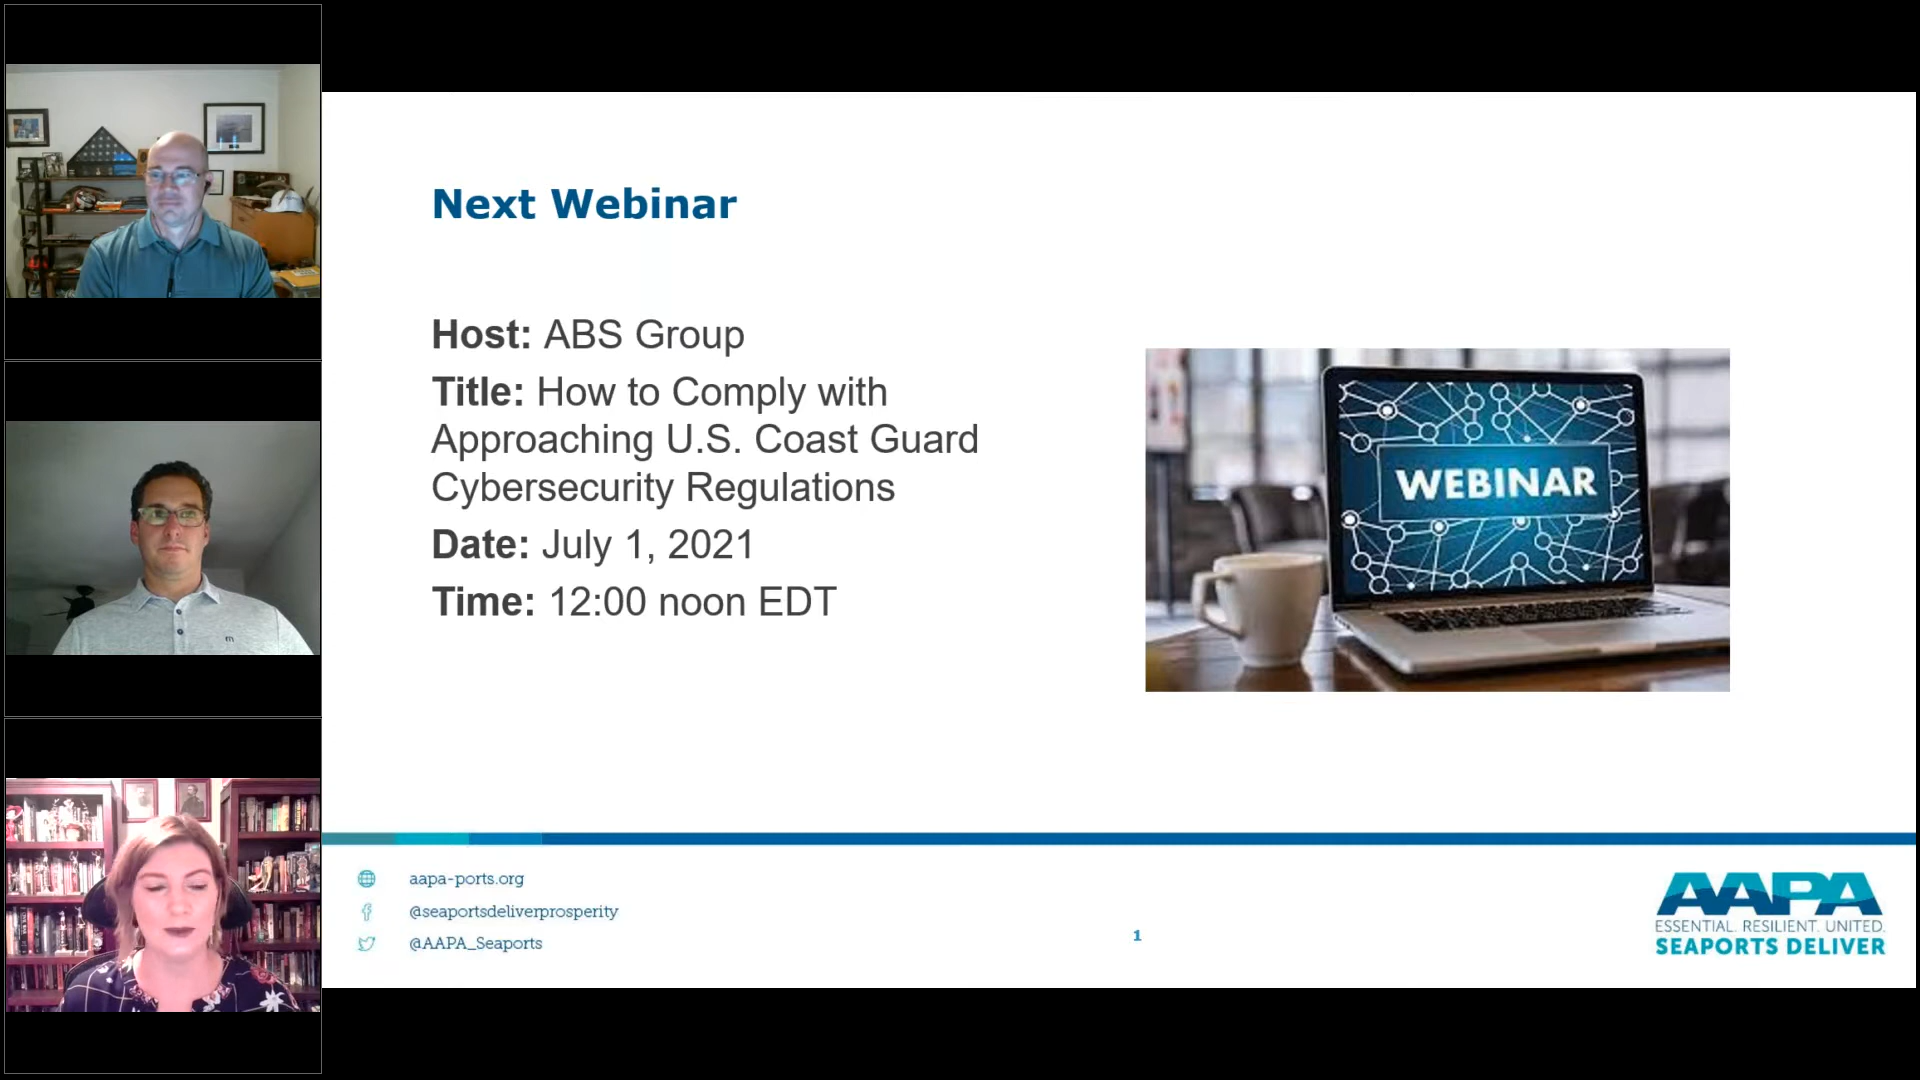 Next Webinar
Host: ABS Group
Title: How to Comply with
Approaching U.S. Coast Guard
Cybersecurity Regulations
Date: July 1, 2021
Time: 12:00 noon EDT
WEBINAR
aapa-ports.org
@seaportsdeliverprosperity
@AAPA_Seaports
1
AAPA
ESSENTIAL. RESILIENT. UNITED.
SEAPORTS DELIVER